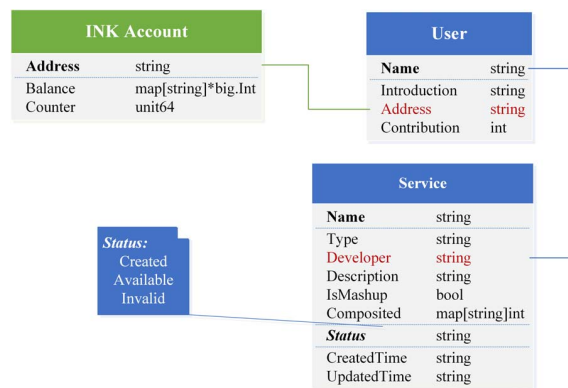 INK Account
Address string
Balance map[string]*big.Int
Counter unit64
User
Name string
Introduction string
Address string
Contribution int
Service
Name string
Type string
Developer string
Description string
IsMashup bool
Composited map[string]int
Status string
CreatedTime string
UpdatedTime string
Status:
Created
Available
Invalid